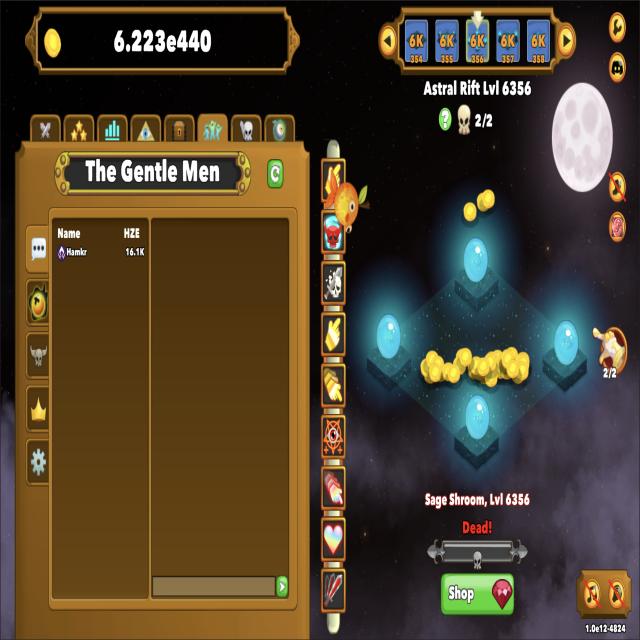 6.223e440
6K 6K 6K 6K 6K
354 355 356 357 358
Astral Rift Lvl 6356
? 2/2
The Gentle Men
Name HZE
Hamkr 16.1K
2/2
Sage Shroom, Lvl 6356
Dead!
Shop
1.0e12-4824